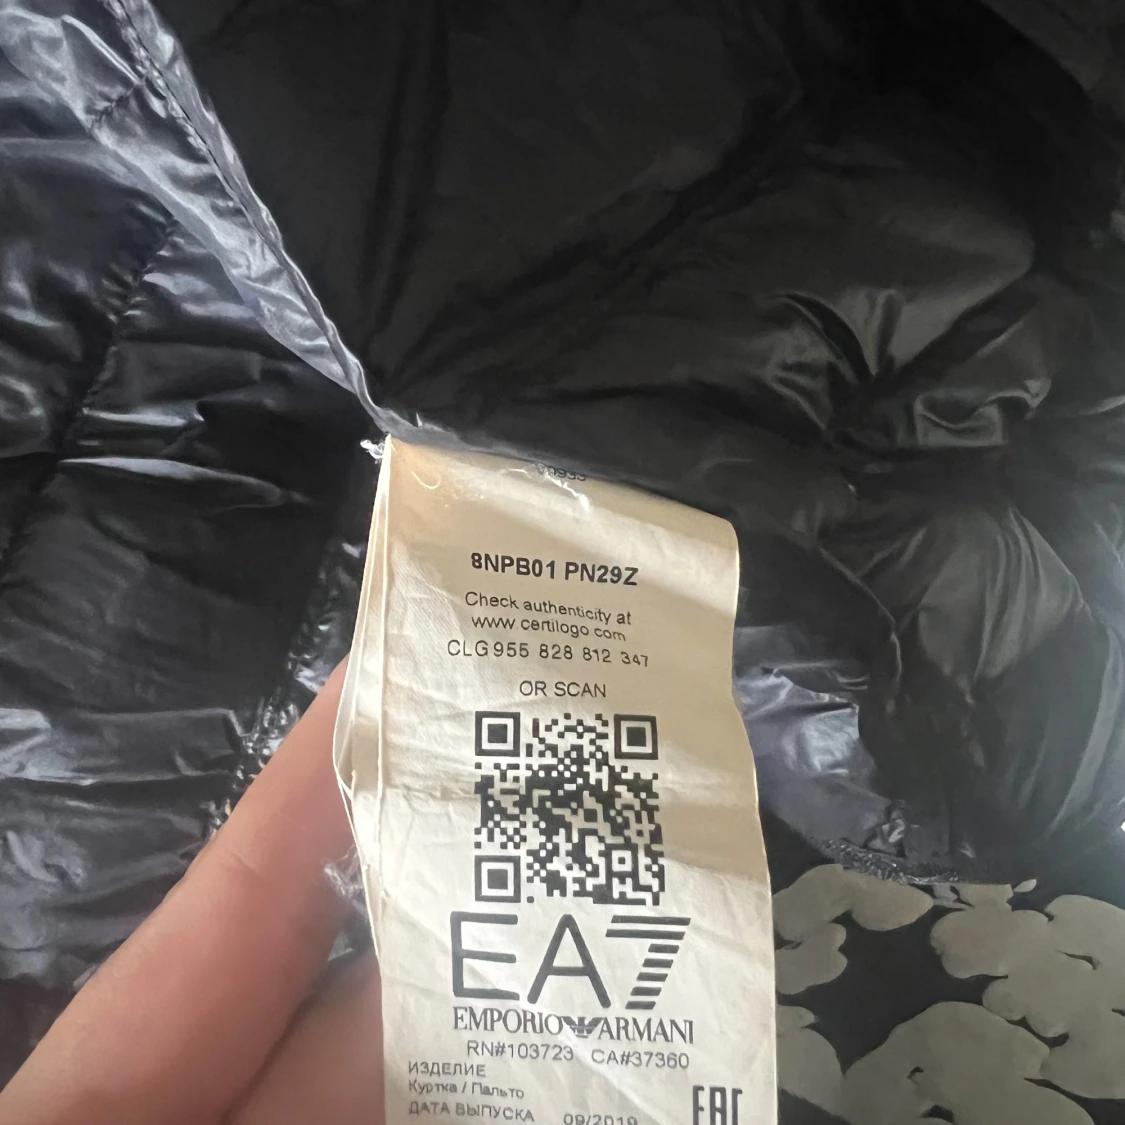 8NPB01 PN29Z
Check authenticity at
www certilogo com
CLG 955 828 812 347
OR SCAN
EA7
EMPORIO ARMANI
RN#103723 CA#37360
ИЗДЕЛИЕ
Куртка / Пальто
ДАТА ВЫПУСКА 09/2019
EAC